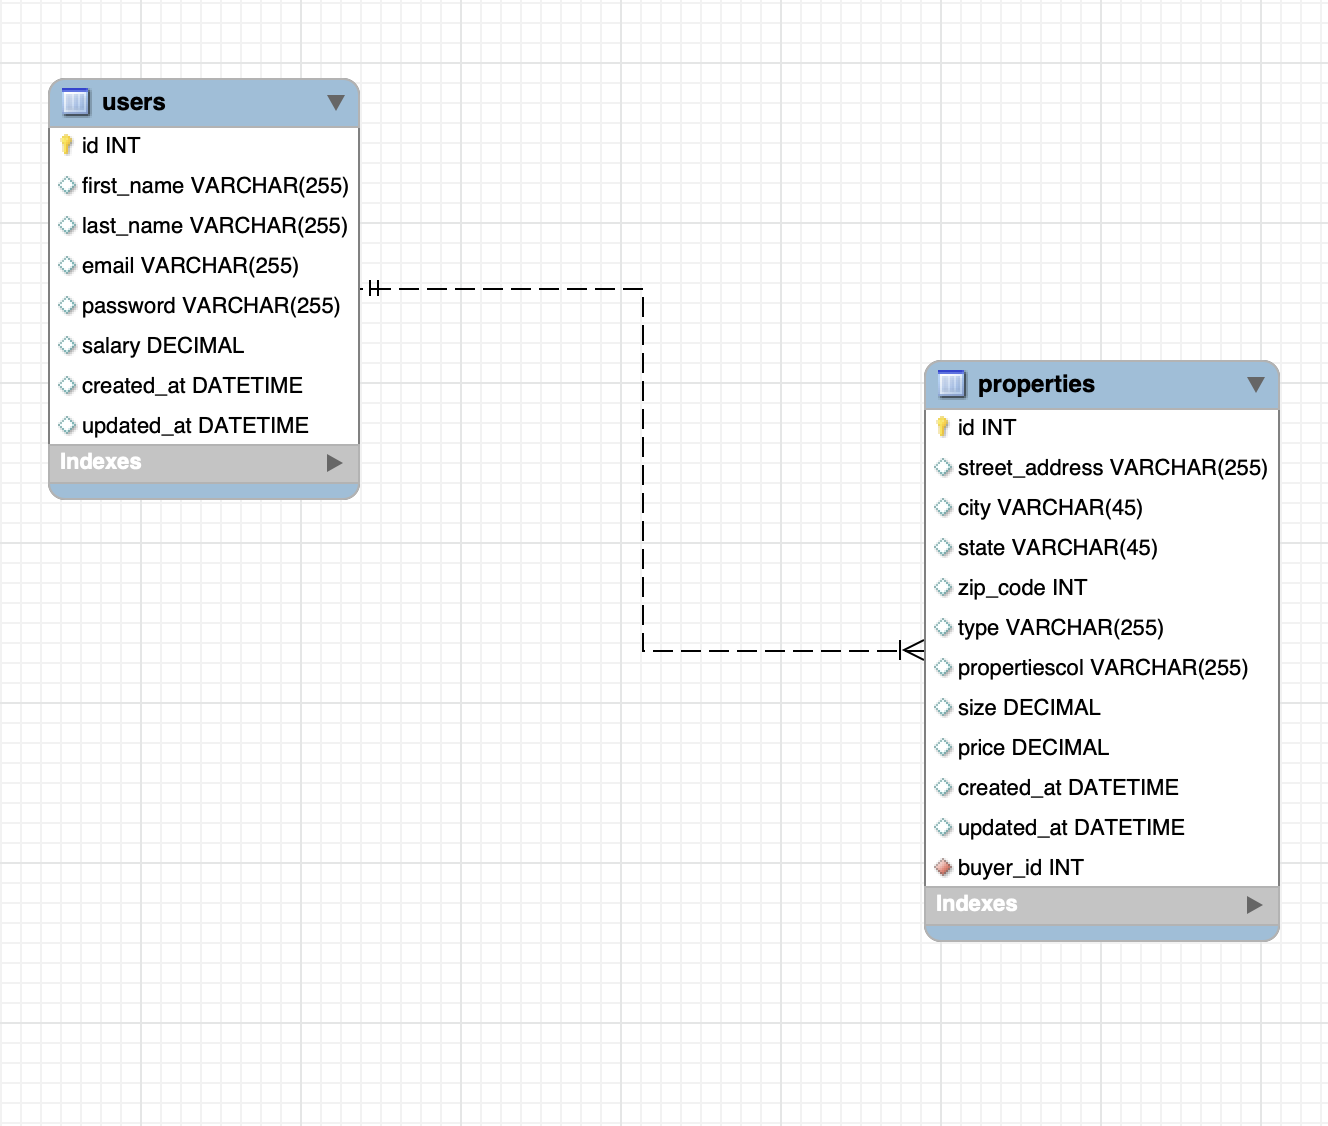 users
id INT
first_name VARCHAR(255)
last_name VARCHAR(255)
email VARCHAR(255)
password VARCHAR(255)
salary DECIMAL
created_at DATETIME
updated_at DATETIME
Indexes
properties
id INT
street_address VARCHAR(255)
city VARCHAR(45)
state VARCHAR(45)
zip_code INT
type VARCHAR(255)
propertiescol VARCHAR(255)
size DECIMAL
price DECIMAL
created_at DATETIME
updated_at DATETIME
buyer_id INT
Indexes